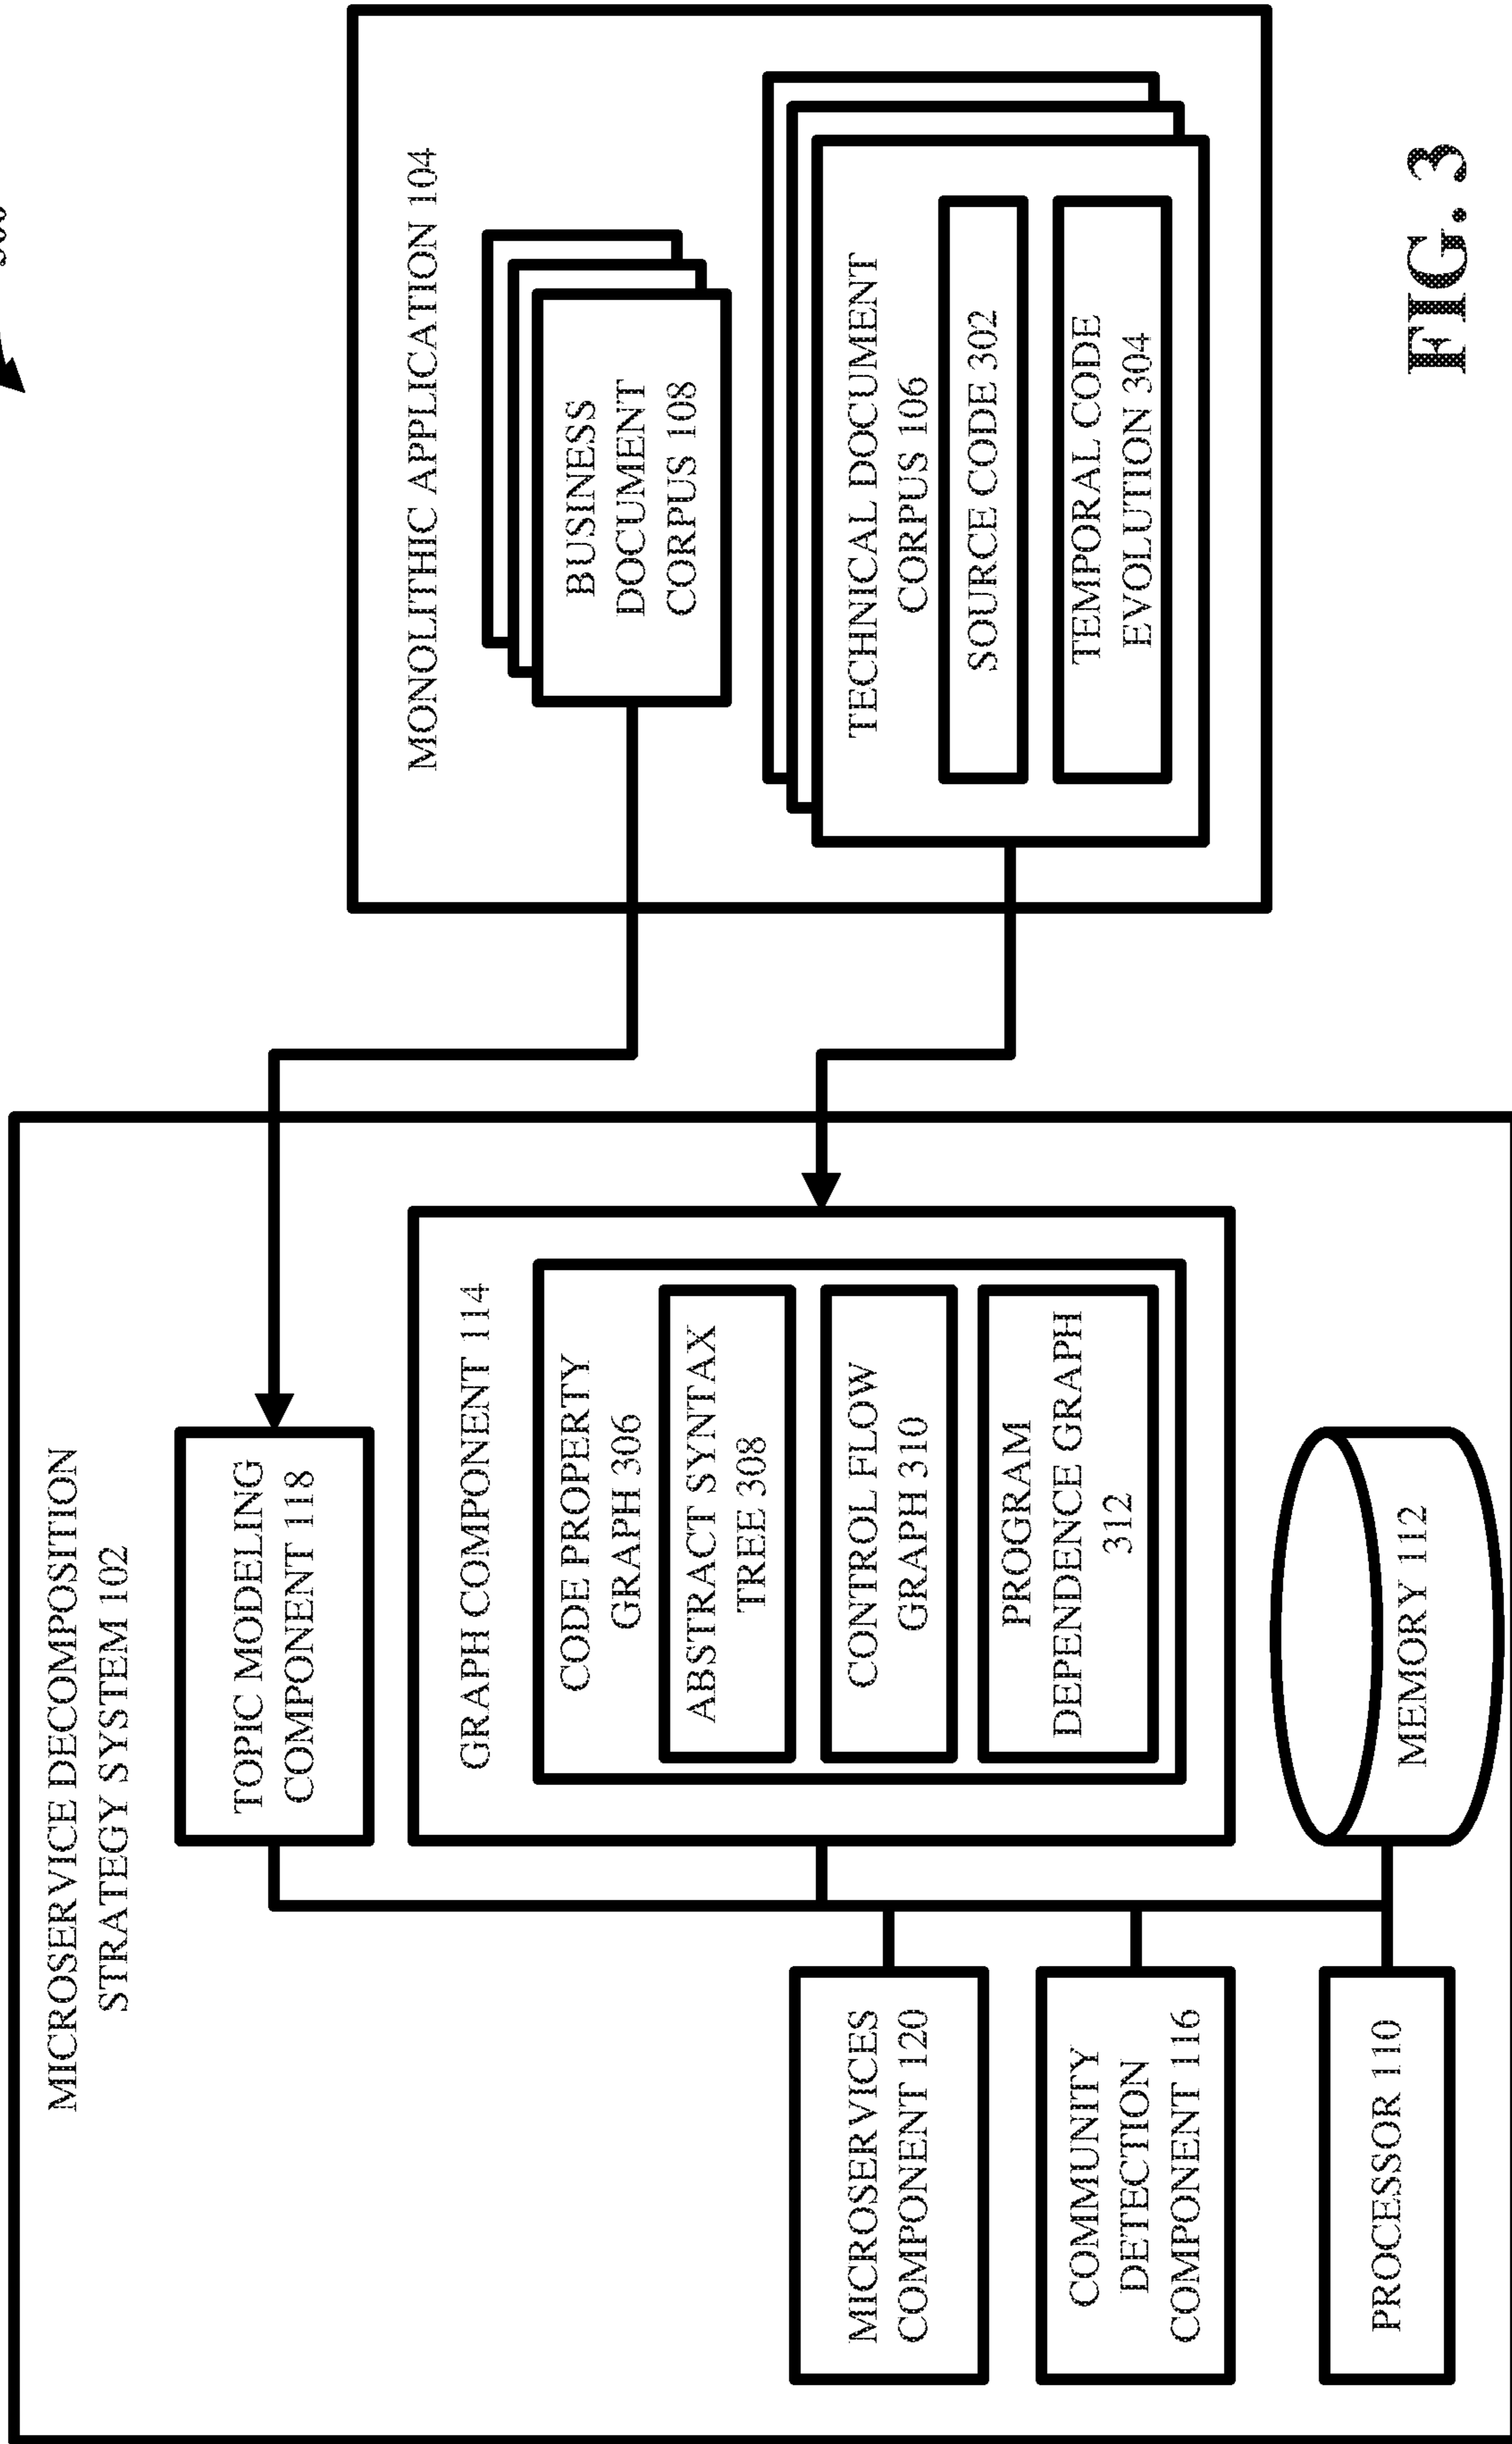 MICROSERVICE DECOMPOSITION
STRATEGY SYSTEM 102
TOPIC MODELING
COMPONENT 118
GRAPH COMPONENT 114
CODE PROPERTY
GRAPH 306
ABSTRACT SYNTAX
TREE 308
CONTROL FLOW
GRAPH 310
PROGRAM
DEPENDENCE GRAPH
312
MICROSERVICES
COMPONENT 120
COMMUNITY
DETECTION
COMPONENT 116
PROCESSOR 110
MEMORY 112
MONOLITHIC APPLICATION 104
BUSINESS
DOCUMENT
CORPUS 108
TECHNICAL DOCUMENT
CORPUS 106
SOURCE CODE 302
TEMPORAL CODE
EVOLUTION 304
FIG. 3